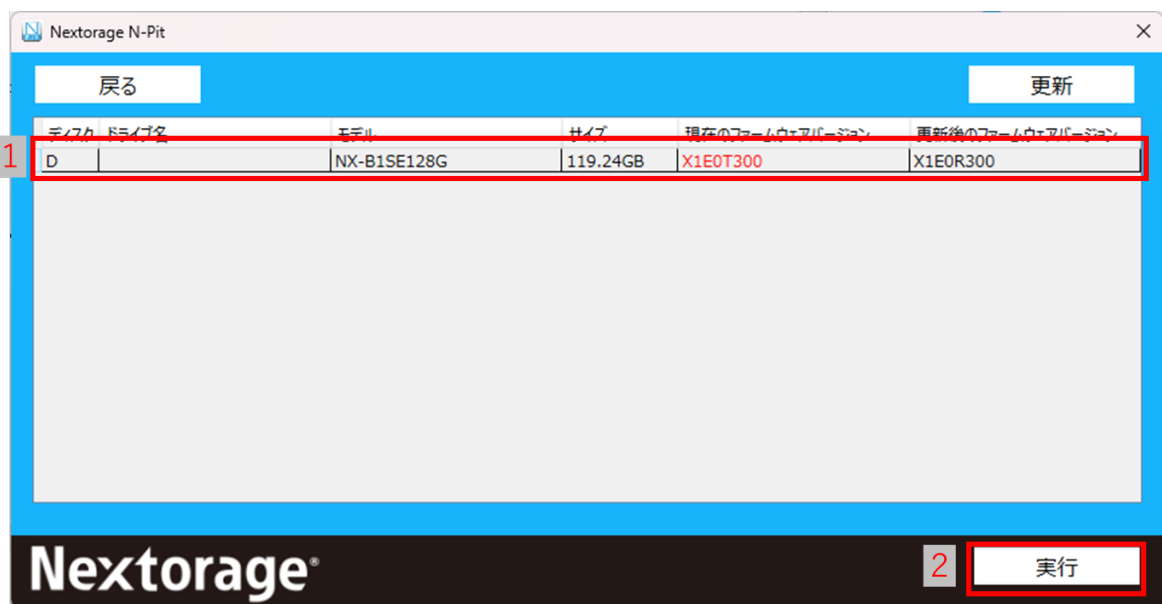 Nextorage N-Pit
戻る
更新
ディスク ドライブ名 モデル サイズ 現在のファームウェアバージョン 更新後のファームウェアバージョン
1
D NX-B1SE128G 119.24GB X1E0T300 X1E0R300
Nextorage®
2
実行